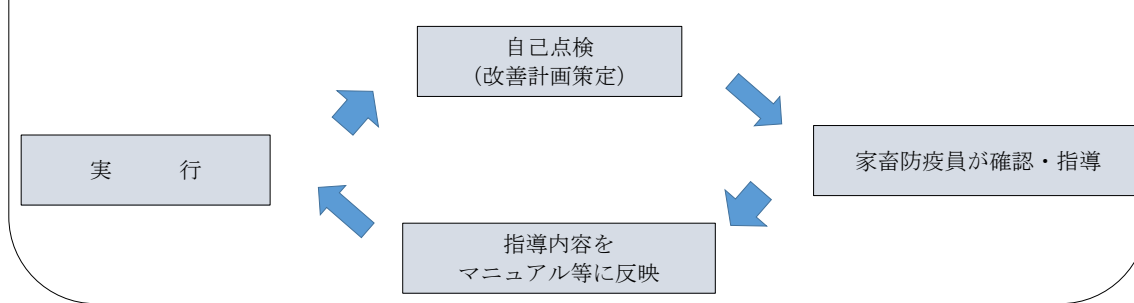 自己点検
（改善計画策定）
実　　　行
家畜防疫員が確認・指導
指導内容を
マニュアル等に反映